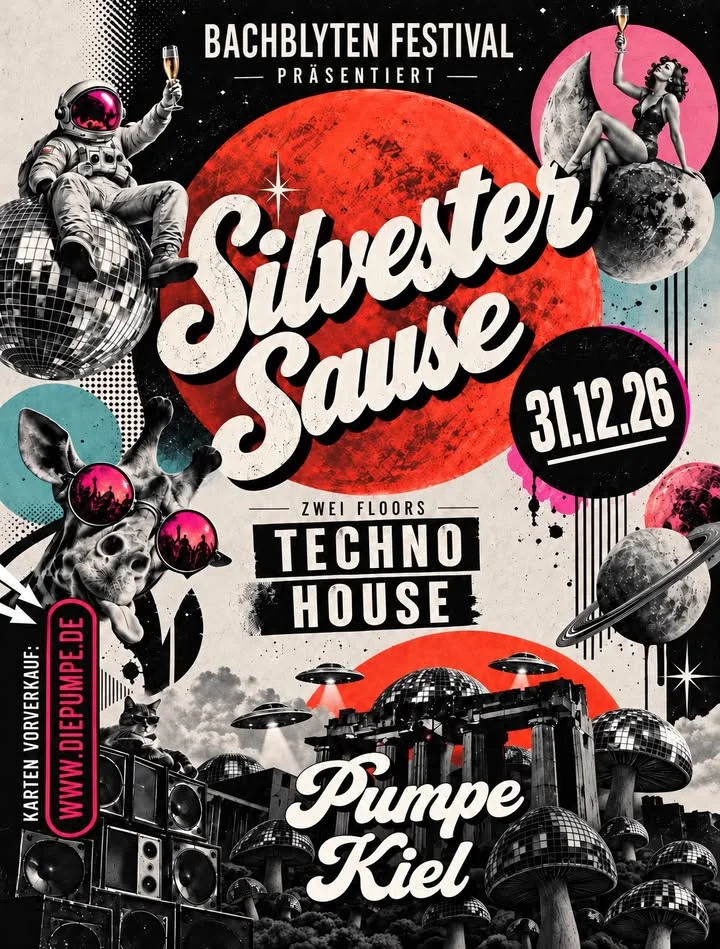 BACHBLYTEN FESTIVAL
PRÄSENTIERT
Silvester
Sause
31.12.26
ZWEI FLOORS
TECHNO
HOUSE
KARTEN VORVERKAUF:
WWW.DIEPUMPE.DE
Pumpe
Kiel